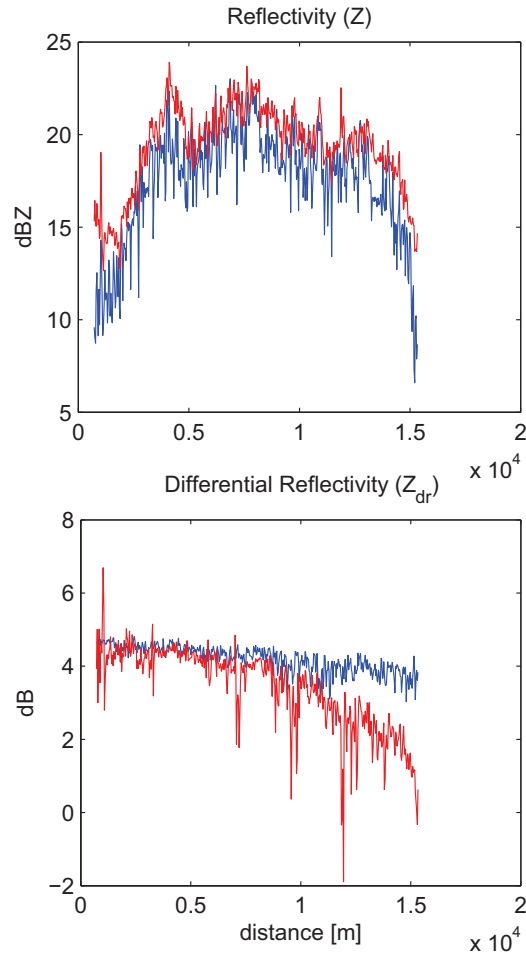 Reflectivity (Z)
25
20
15
10
5
dBZ
0 0.5 1 1.5 2
x 10^4
Differential Reflectivity (Z_dr)
8
6
4
2
0
−2
dB
0 0.5 1 1.5 2
distance [m]
x 10^4